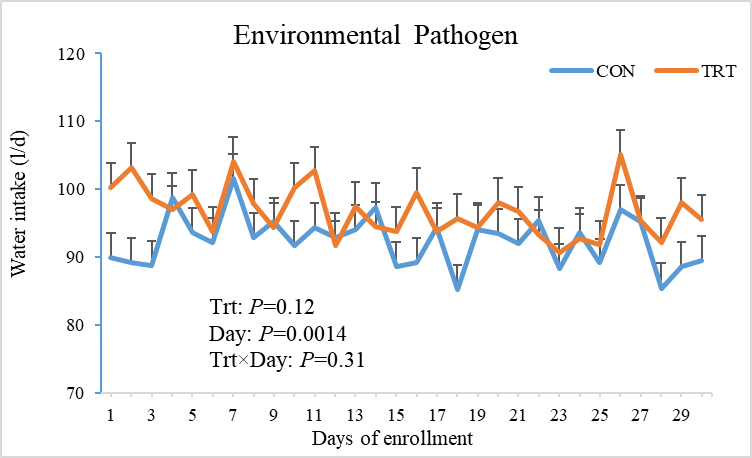 Environmental Pathogen
CON TRT
Water intake (l/d)
120
110
100
90
80
70
Trt: P=0.12
Day: P=0.0014
Trt×Day: P=0.31
1 3 5 7 9 11 13 15 17 19 21 23 25 27 29
Days of enrollment